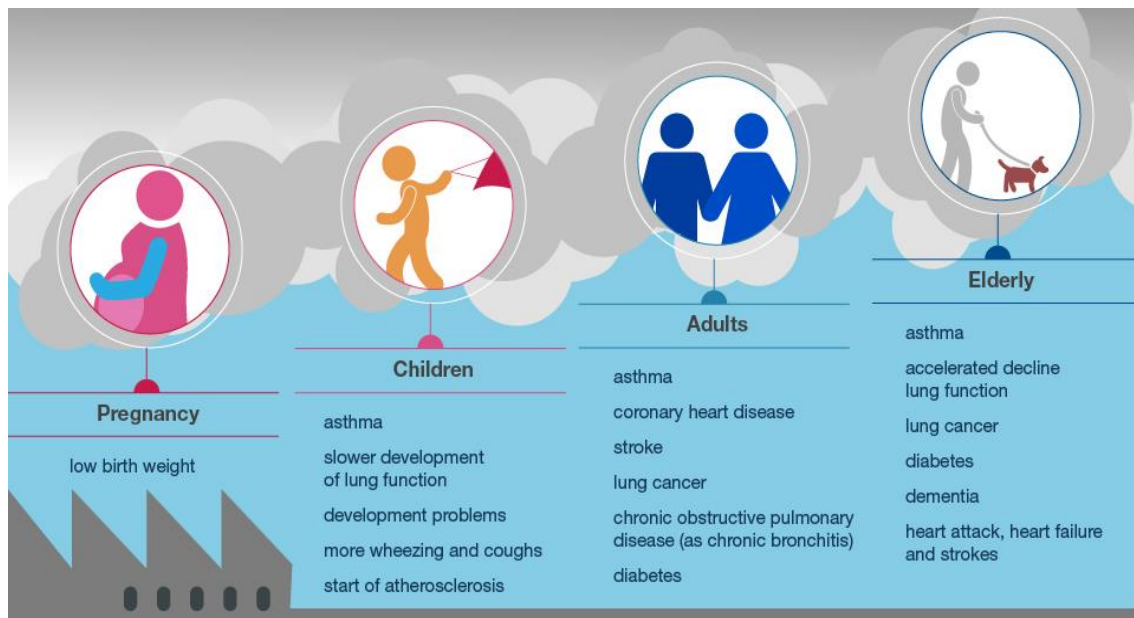 Pregnancy
low birth weight
Children
asthma
slower development
of lung function
development problems
more wheezing and coughs
start of atherosclerosis
Adults
asthma
coronary heart disease
stroke
lung cancer
chronic obstructive pulmonary
disease (as chronic bronchitis)
diabetes
Elderly
asthma
accelerated decline
lung function
lung cancer
diabetes
dementia
heart attack, heart failure
and strokes